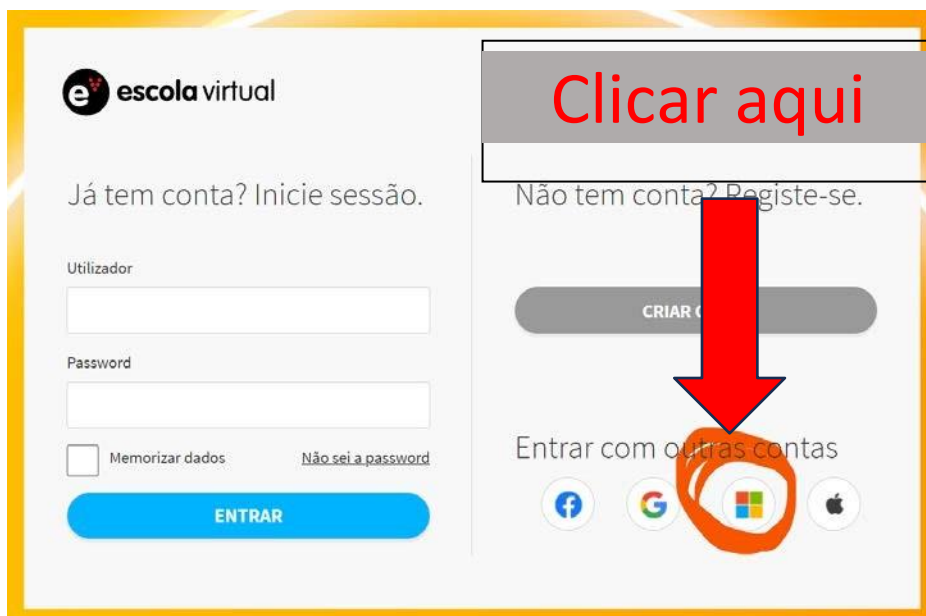 escola virtual
Clicar aqui
Já tem conta? Inicie sessão.
Utilizador
Password
Memorizar dados
Não sei a password
ENTRAR
Não tem conta? Registe-se.
CRIAR
Entrar com outras contas